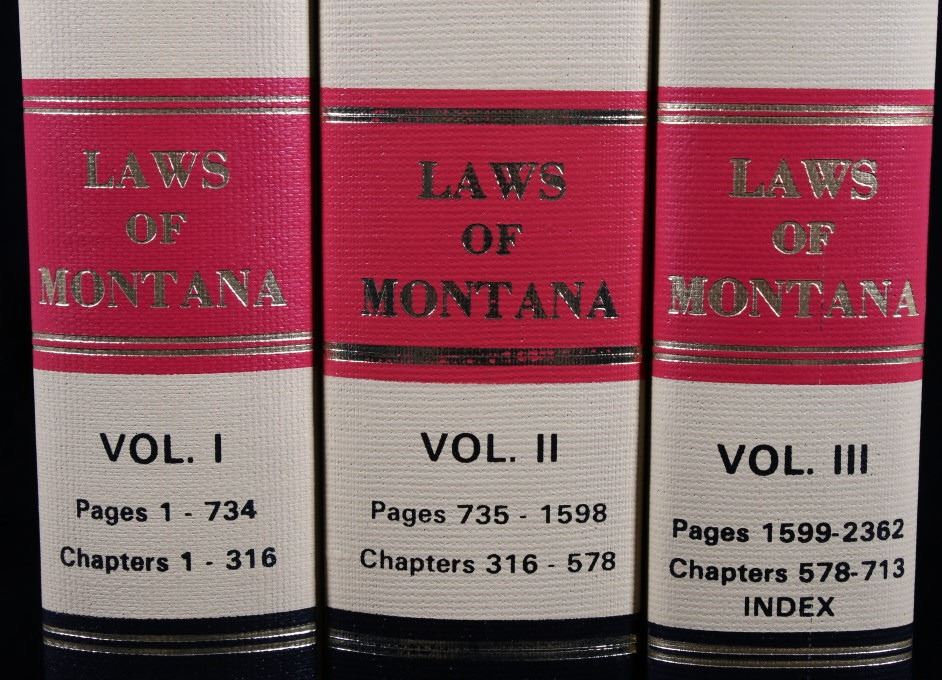 LAWS
OF
MONTANA
VOL. I
Pages 1 - 734
Chapters 1 - 316
LAWS
OF
MONTANA
VOL. II
Pages 735 - 1598
Chapters 316 - 578
LAWS
OF
MONTANA
VOL. III
Pages 1599-2362
Chapters 578-713
INDEX